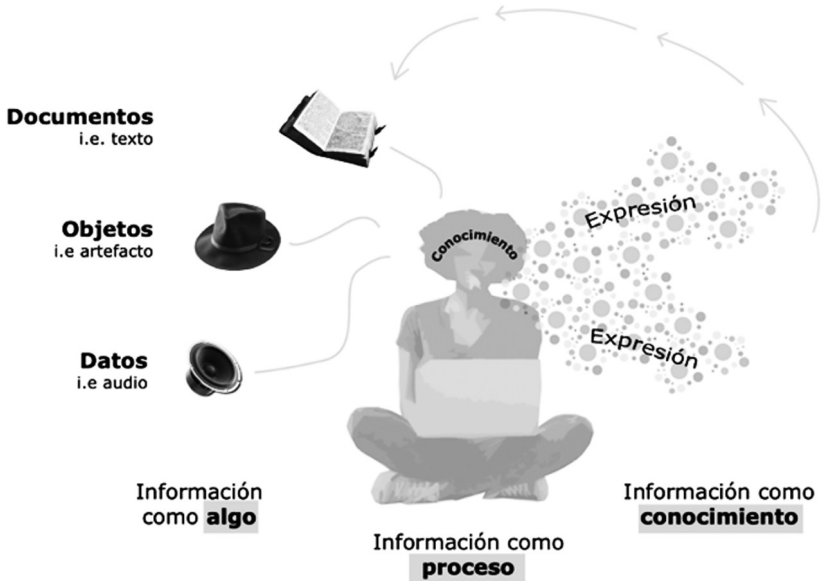 Documentos
i.e. texto
Objetos
i.e artefacto
Datos
i.e audio
Conocimiento
Expresión
Expresión
Información
como algo
Información como
proceso
Información como
conocimiento